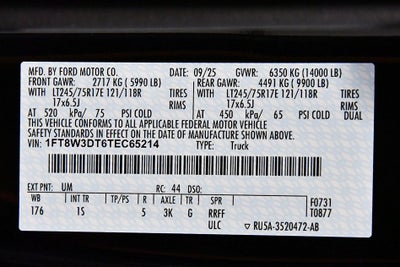 MFD. BY FORD MOTOR CO. 09/25 GVWR: 6350 KG (14000 LB)
FRONT GAWR: 2717 KG ( 5990 LB) REAR GAWR: 4491 KG ( 9900 LB)
LT245/75R17E 121/118R TIRES LT245/75R17E 121/118R TIRES
17x6.5J RIMS 17x6.5J RIMS
AT 520 kPa/ 75 PSI COLD AT 450 kPa/ 65 PSI COLD DUAL
THIS VEHICLE CONFORMS TO ALL APPLICABLE FEDERAL MOTOR VEHICLE SAFETY
STANDARDS IN EFFECT ON THE DATE OF MANUFACTURE SHOWN ABOVE.
VIN: 1FT8W3DT6TEC65214 TYPE: Truck
EXT PNT: UM RC: 44 DSO:
WB INT TR TP/PS R AXLE TR SPR F0731
176 1S 5 3K G RRFF T0877
ULC ▽ RU5A-3520472-AB